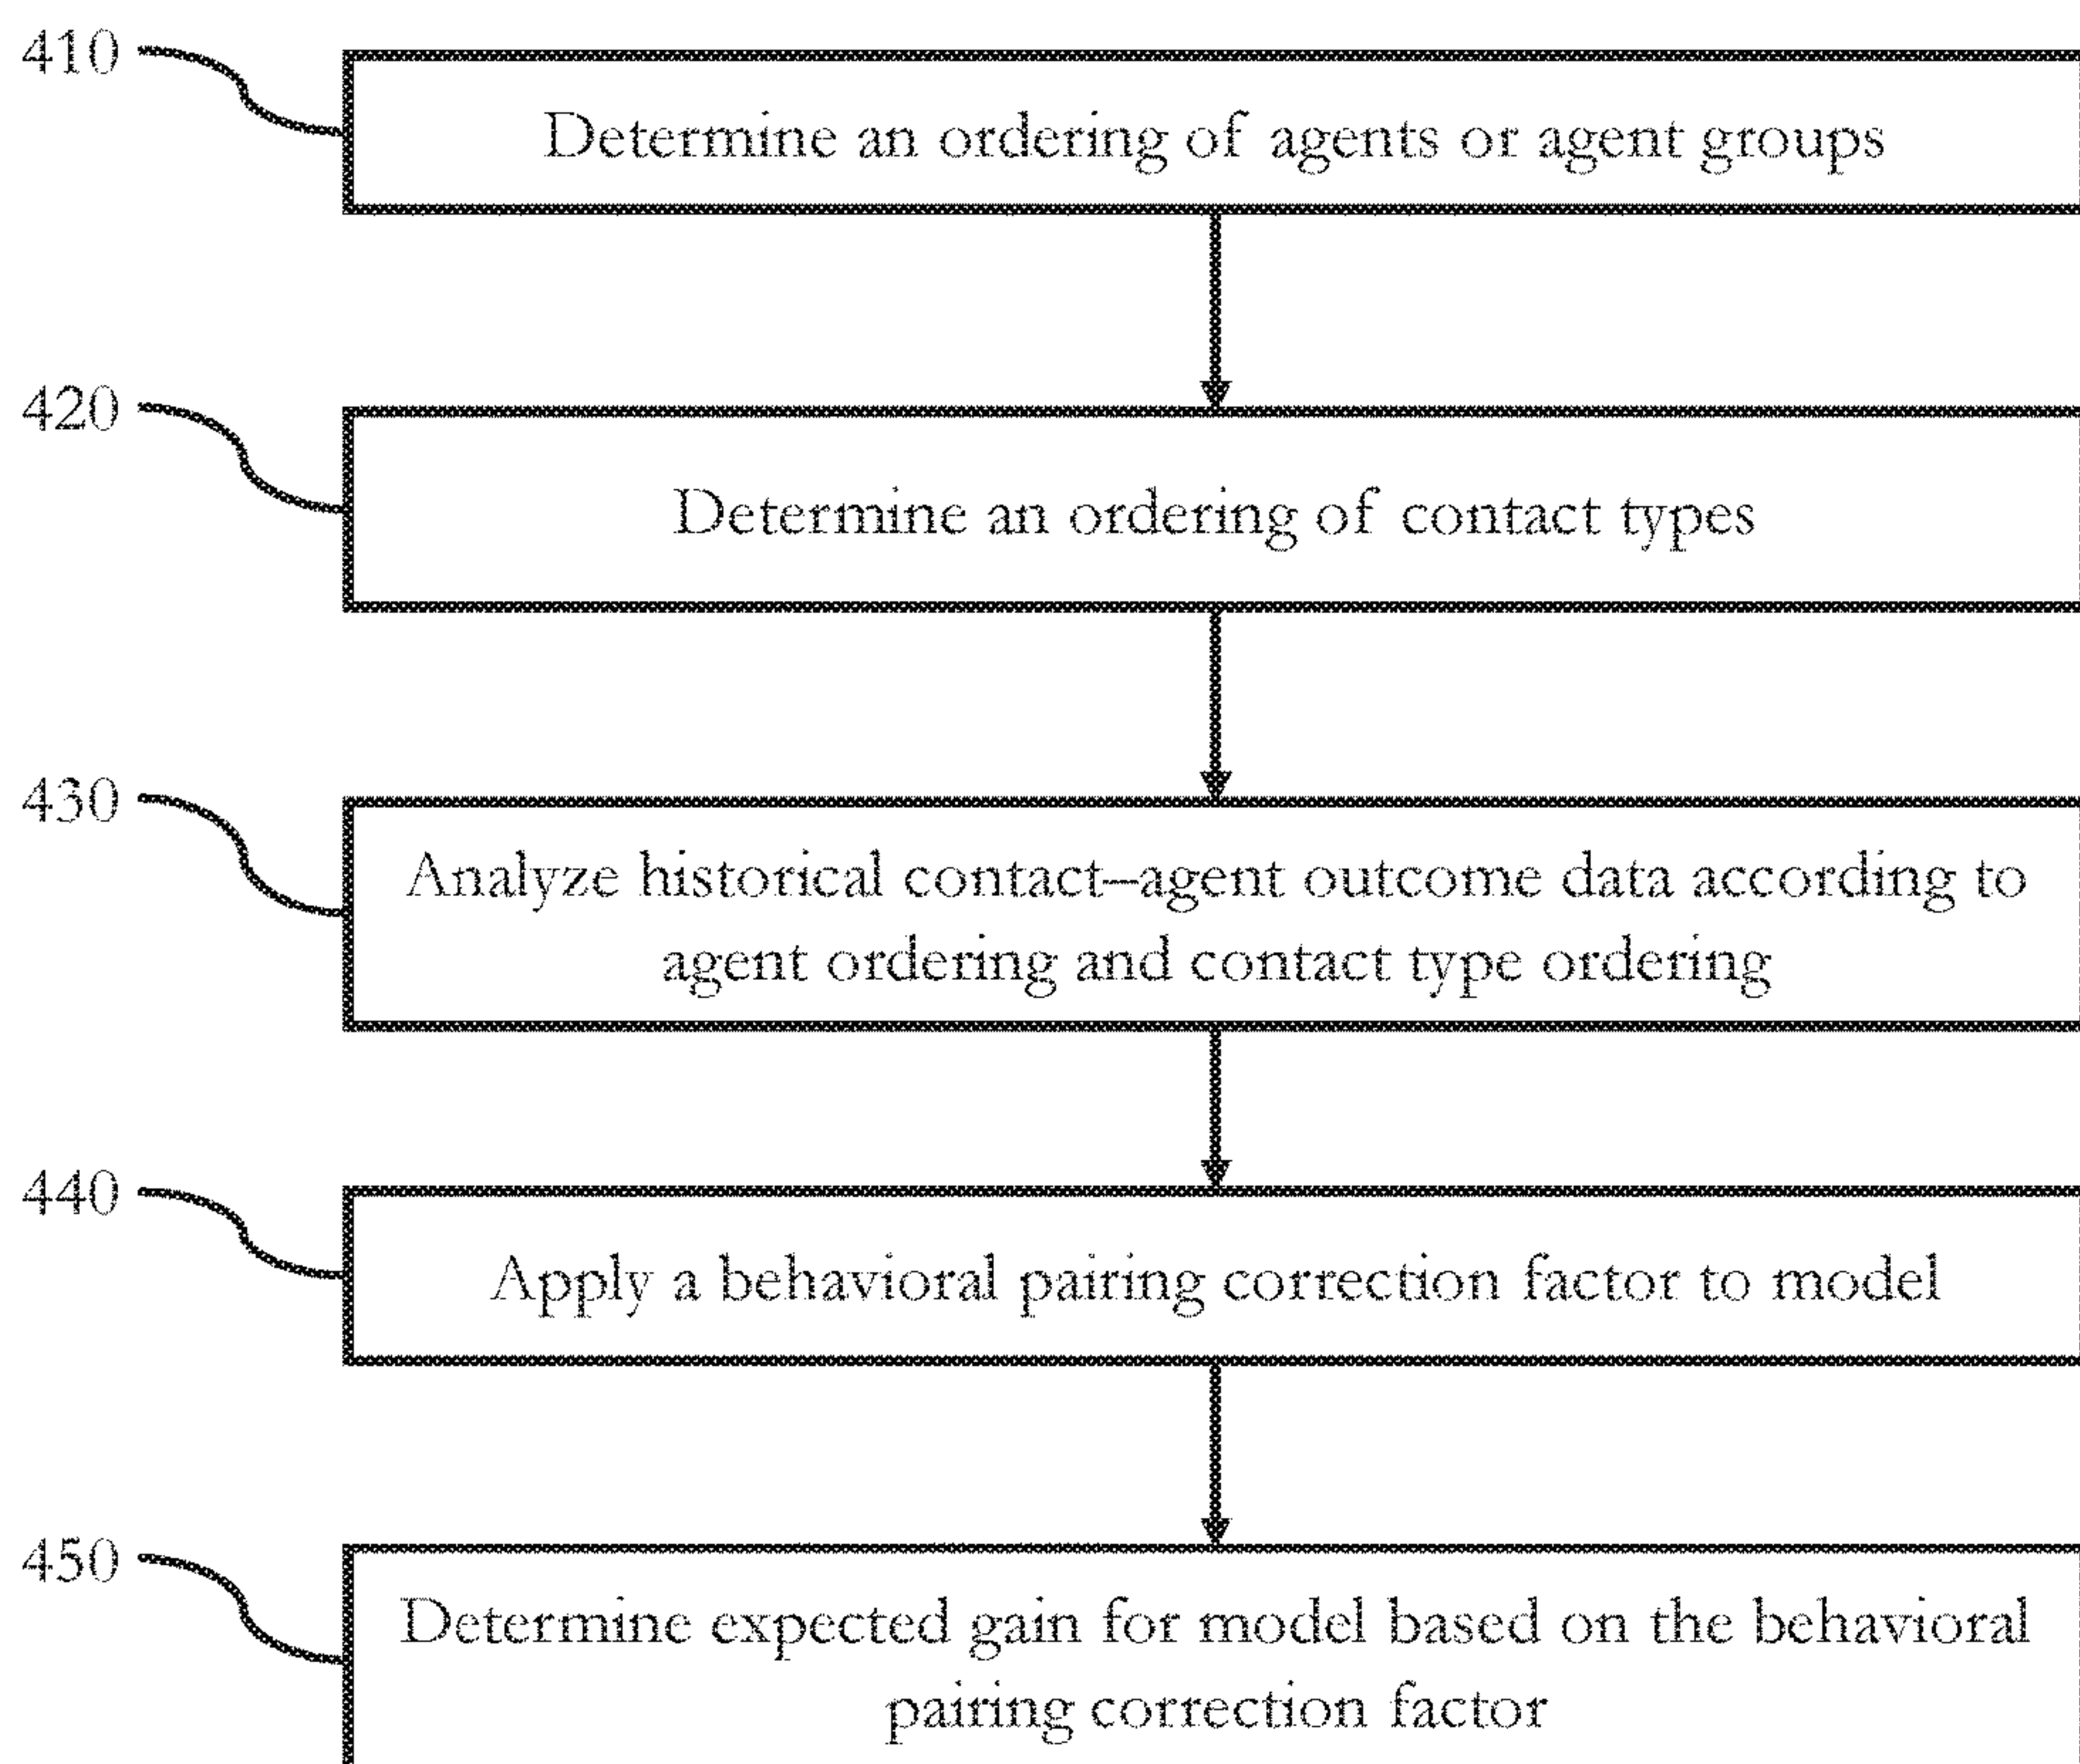 410
Determine an ordering of agents or agent groups
420
Determine an ordering of contact types
430
Analyze historical contact–agent outcome data according to
agent ordering and contact type ordering
440
Apply a behavioral pairing correction factor to model
450
Determine expected gain for model based on the behavioral
pairing correction factor